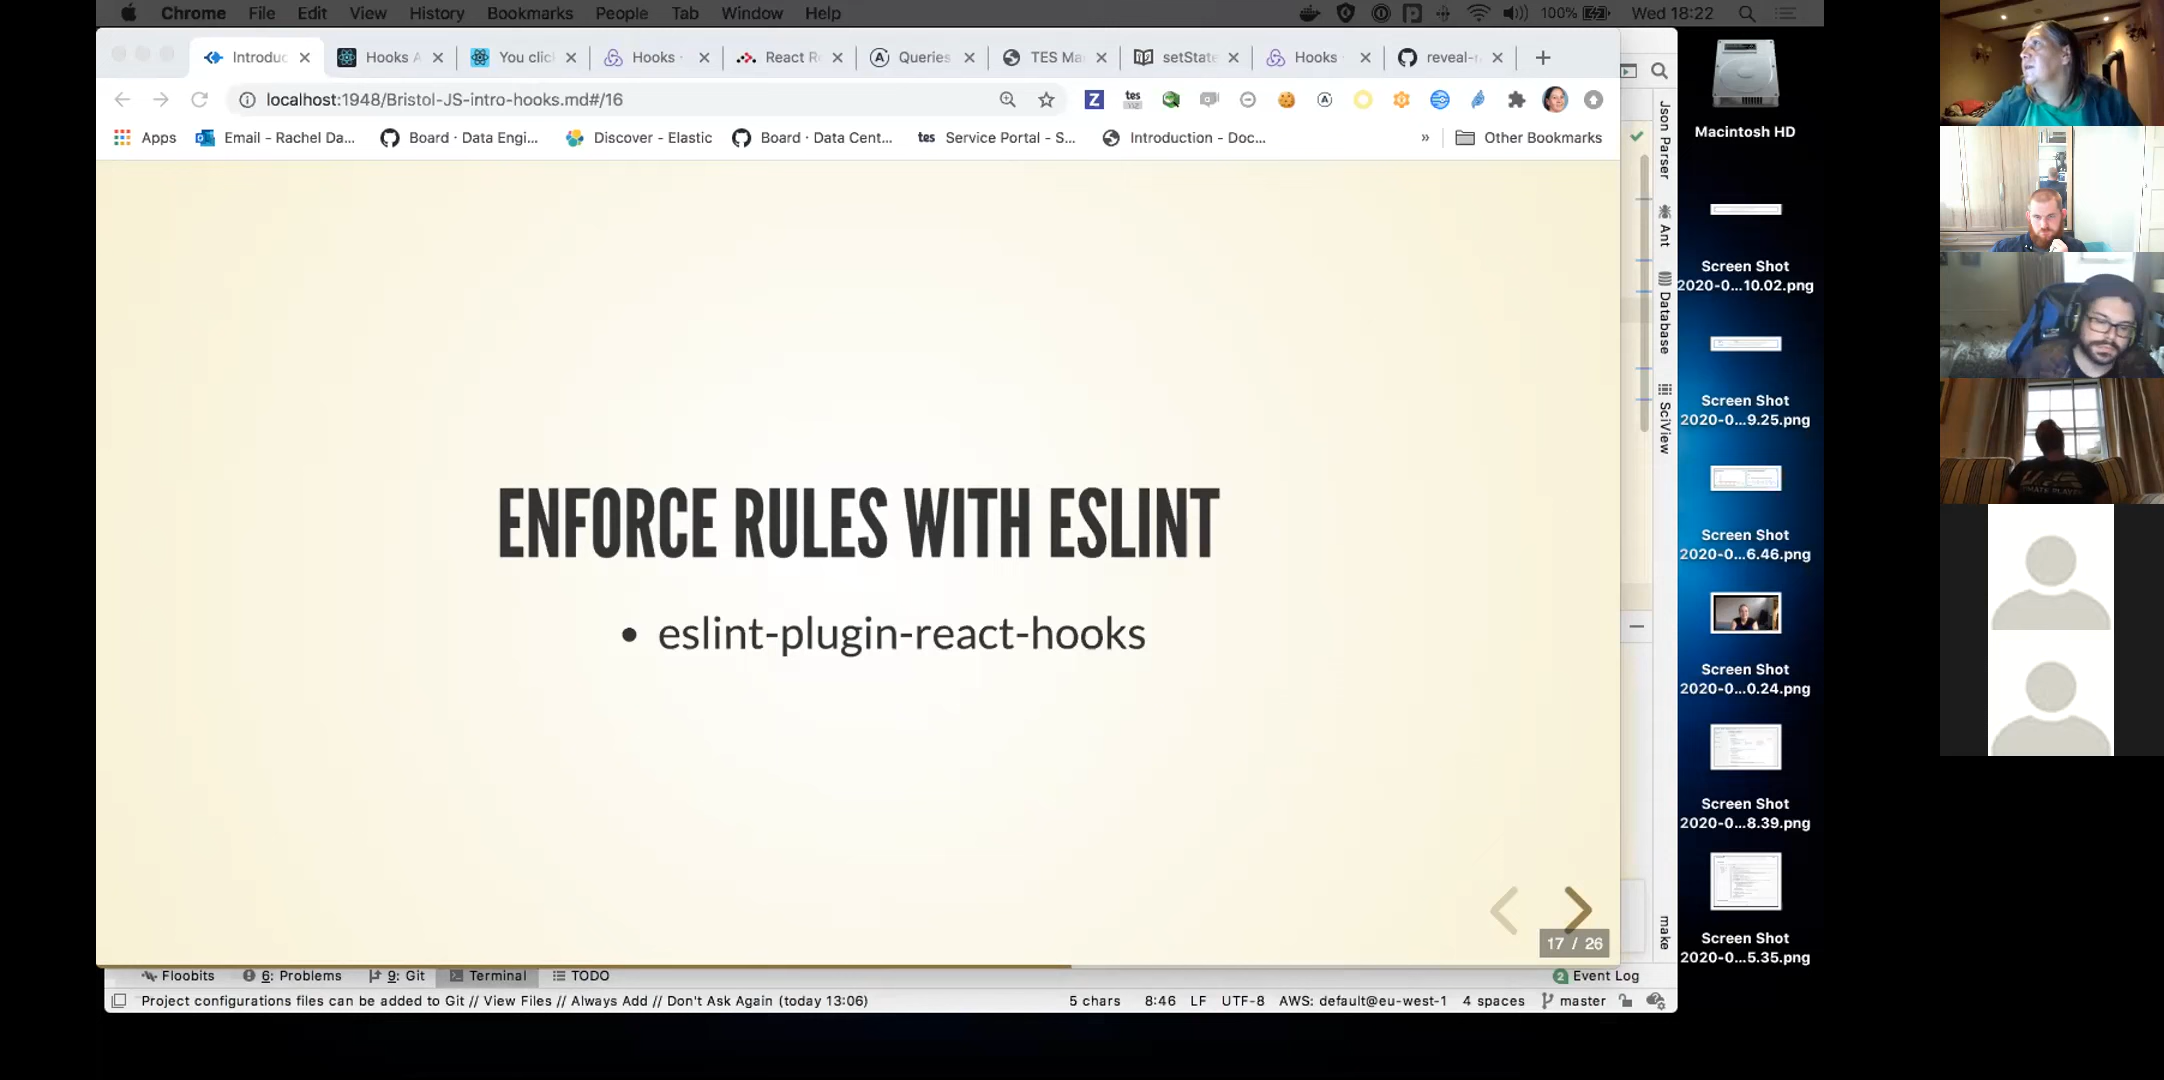 Chrome File Edit View History Bookmarks People Tab Window Help 100% Wed 18:22
Introduc Hooks A You clic Hooks · React R Queries TES Ma setState Hooks · reveal-r
localhost:1948/Bristol-JS-intro-hooks.md#/16
Apps Email - Rachel Da... Board · Data Engi... Discover - Elastic Board · Data Cent... tes Service Portal - S... Introduction - Doc... » Other Bookmarks
ENFORCE RULES WITH ESLINT
• eslint-plugin-react-hooks
17 / 26
Json Parser
Ant
Database
SciView
make
Floobits 6: Problems 9: Git Terminal TODO 2 Event Log
Project configurations files can be added to Git // View Files // Always Add // Don't Ask Again (today 13:06) 5 chars 8:46 LF UTF-8 AWS: default@eu-west-1 4 spaces master
Macintosh HD
Screen Shot
2020-0...10.02.png
Screen Shot
2020-0...9.25.png
Screen Shot
2020-0...6.46.png
Screen Shot
2020-0...0.24.png
Screen Shot
2020-0...8.39.png
Screen Shot
2020-0...5.35.png